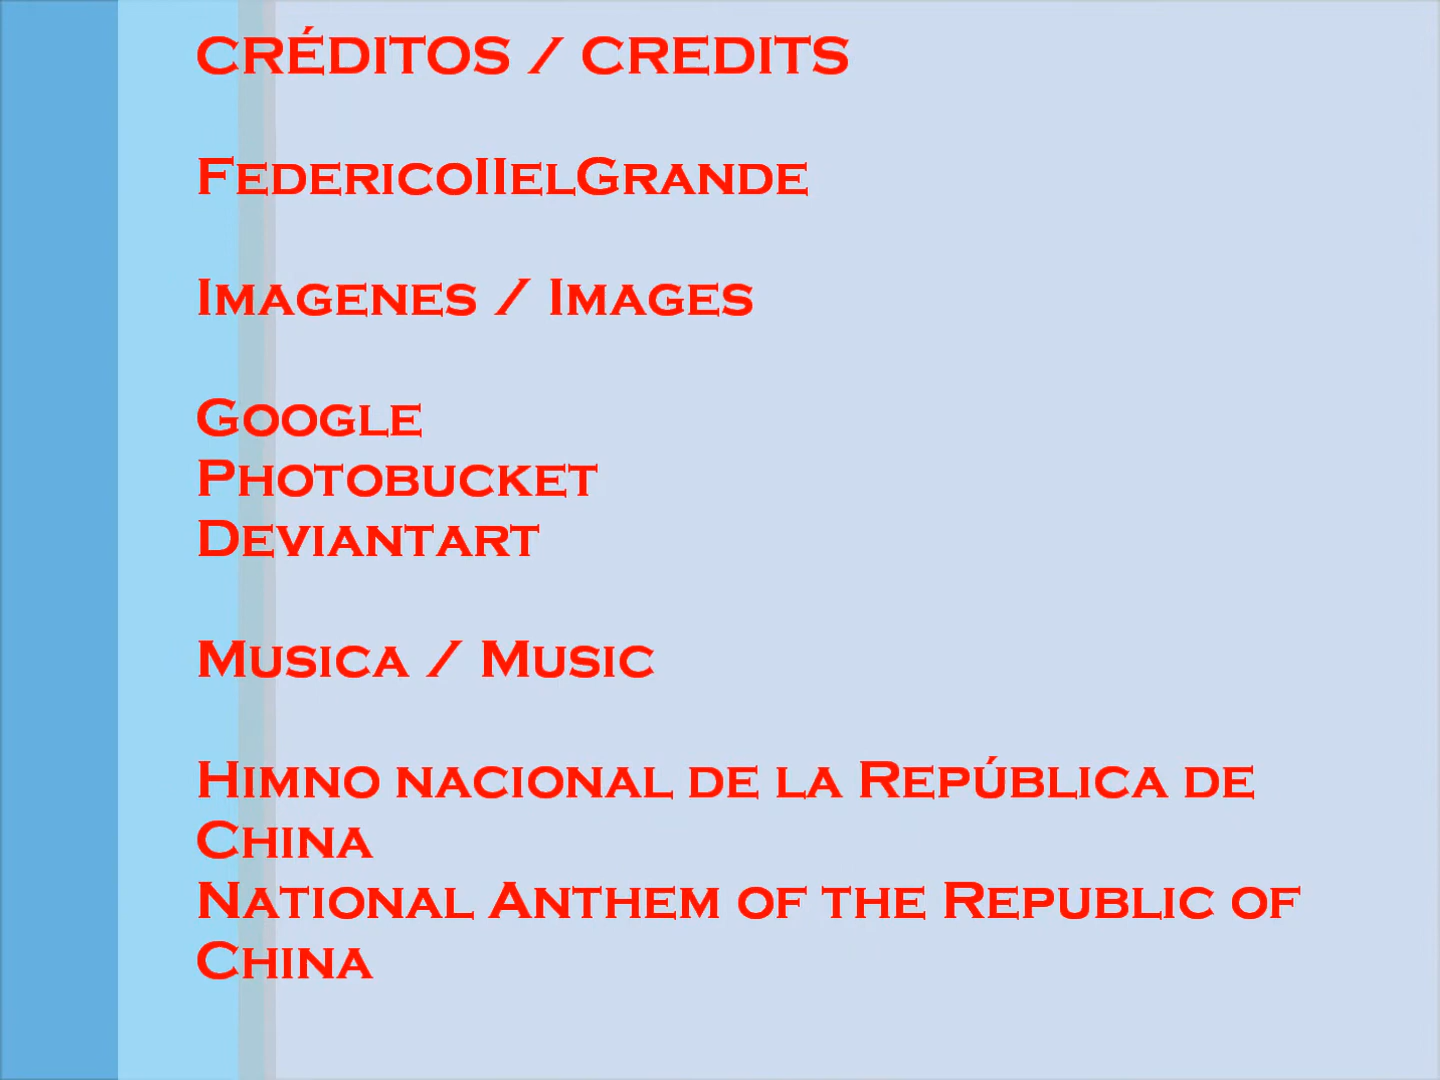 CRÉDITOS / CREDITS
FedericoIIelGrande
Imagenes / Images
Google
Photobucket
Deviantart
Musica / Music
Himno nacional de la República de
China
National Anthem of the Republic of
China